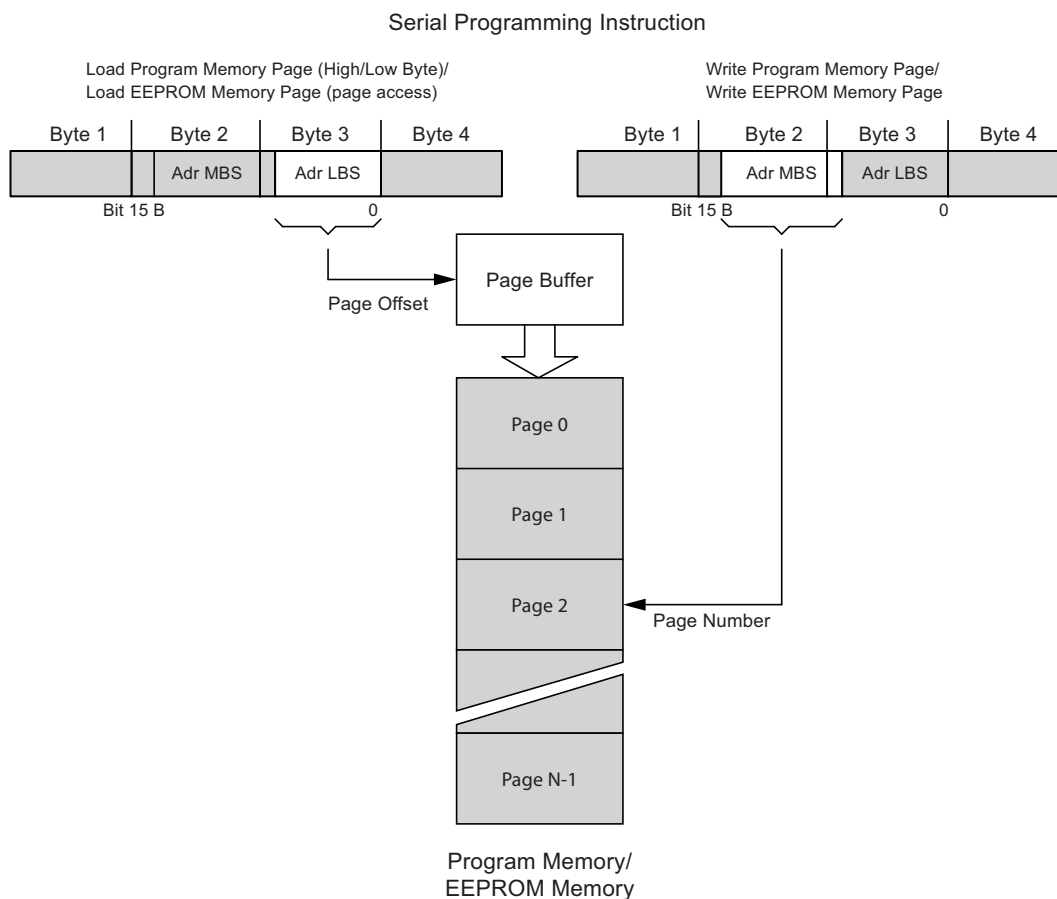 Serial Programming Instruction
Load Program Memory Page (High/Low Byte)/
Load EEPROM Memory Page (page access)
Byte 1 Byte 2 Byte 3 Byte 4
Adr MBS Adr LBS
Bit 15 B 0
Write Program Memory Page/
Write EEPROM Memory Page
Byte 1 Byte 2 Byte 3 Byte 4
Adr MBS Adr LBS
Bit 15 B 0
Page Offset
Page Buffer
Page 0
Page 1
Page 2
Page Number
Page N-1
Program Memory/
EEPROM Memory